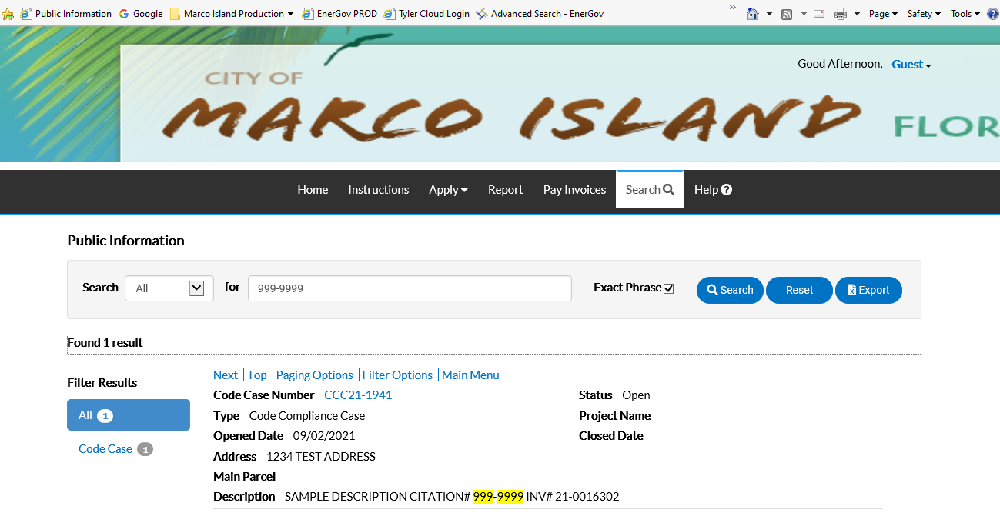 Public Information Google Marco Island Production EnerGov PROD Tyler Cloud Login Advanced Search - EnerGov » Page Safety Tools
Good Afternoon, Guest
CITY OF
MARCO ISLAND
FLOR
Home Instructions Apply Report Pay Invoices Search Help
Public Information
Search All for 999-9999 Exact Phrase Search Reset Export
Found 1 result
Next Top Paging Options Filter Options Main Menu
Filter Results
Code Case Number CCC21-1941 Status Open
All 1
Type Code Compliance Case Project Name
Opened Date 09/02/2021 Closed Date
Code Case 1
Address 1234 TEST ADDRESS
Main Parcel
Description SAMPLE DESCRIPTION CITATION# 999-9999 INV# 21-0016302